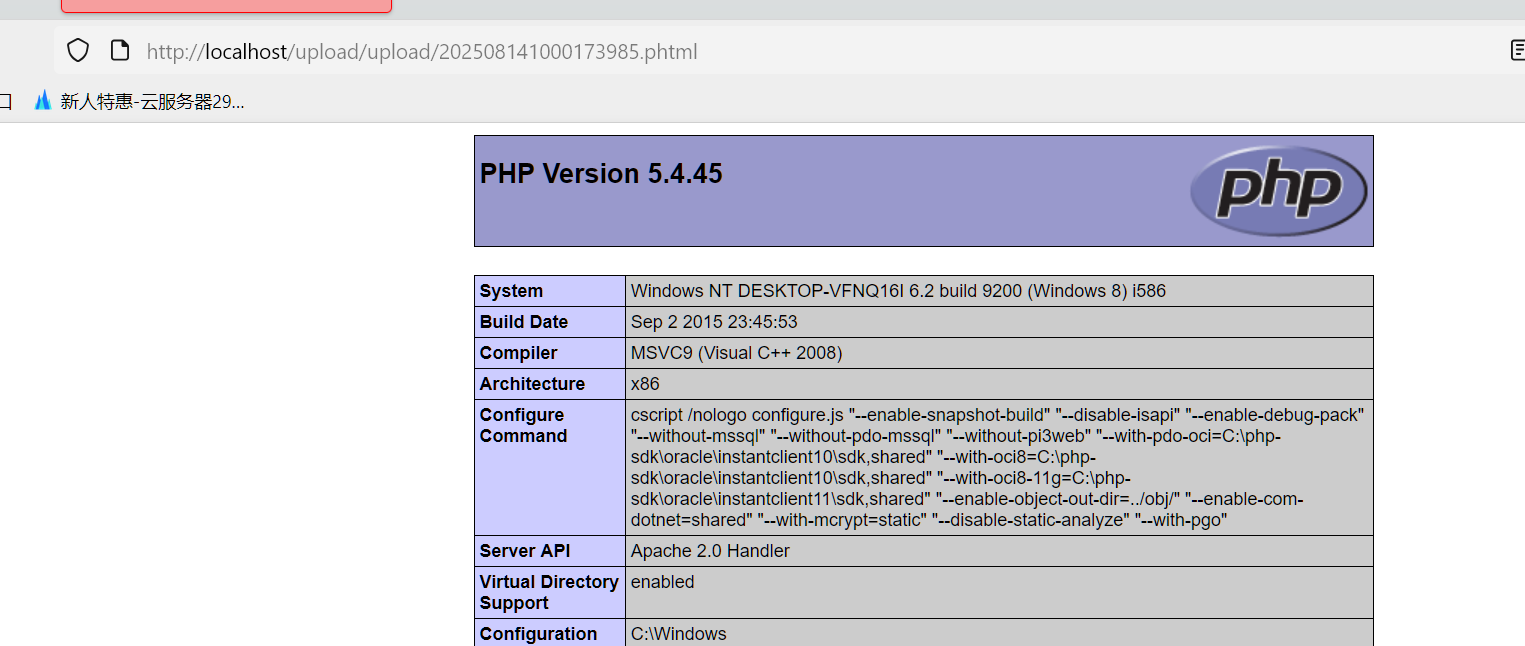 http://localhost/upload/upload/202508141000173985.phtml
新人特惠-云服务器29...
PHP Version 5.4.45
php
System Windows NT DESKTOP-VFNQ16I 6.2 build 9200 (Windows 8) i586
Build Date Sep 2 2015 23:45:53
Compiler MSVC9 (Visual C++ 2008)
Architecture x86
Configure Command cscript /nologo configure.js "--enable-snapshot-build" "--disable-isapi" "--enable-debug-pack"
"--without-mssql" "--without-pdo-mssql" "--without-pi3web" "--with-pdo-oci=C:\php-
sdk\oracle\instantclient10\sdk,shared" "--with-oci8=C:\php-
sdk\oracle\instantclient10\sdk,shared" "--with-oci8-11g=C:\php-
sdk\oracle\instantclient11\sdk,shared" "--enable-object-out-dir=../obj/" "--enable-com-
dotnet=shared" "--with-mcrypt=static" "--disable-static-analyze" "--with-pgo"
Server API Apache 2.0 Handler
Virtual Directory Support enabled
Configuration C:\Windows